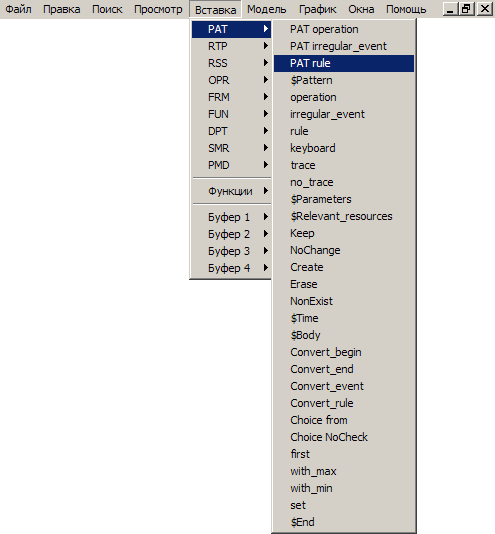 Файл Правка Поиск Просмотр Вставка Модель График Окна Помощь
PAT
RTP
RSS
OPR
FRM
FUN
DPT
SMR
PMD
Функции
Буфер 1
Буфер 2
Буфер 3
Буфер 4
PAT operation
PAT irregular_event
PAT rule
$Pattern
operation
irregular_event
rule
keyboard
trace
no_trace
$Parameters
$Relevant_resources
Keep
NoChange
Create
Erase
NonExist
$Time
$Body
Convert_begin
Convert_end
Convert_event
Convert_rule
Choice from
Choice NoCheck
first
with_max
with_min
set
$End